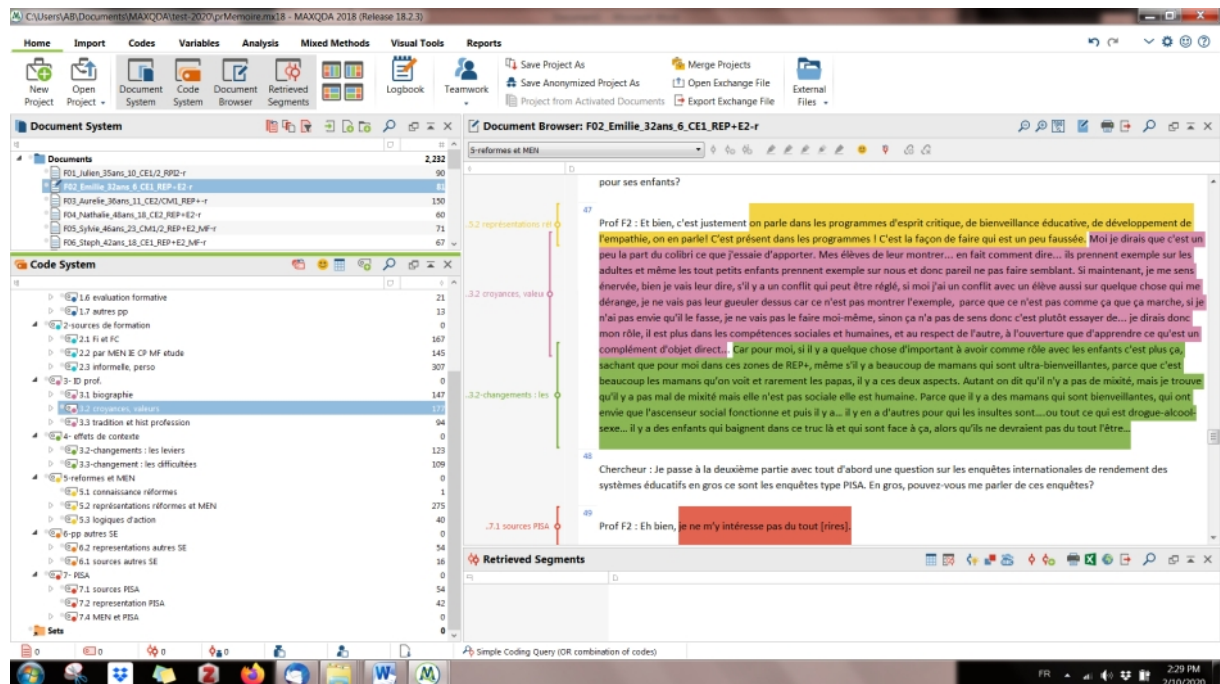 C:\Users\AB\Documents\MAXQDA\test-2020\prMemoire.mx18 - MAXQDA 2018 (Release 18.2.3)
Home Import Codes Variables Analysis Mixed Methods Visual Tools Reports
New Project
Open Project
Document System
Code System
Document Browser
Retrieved Segments
Logbook
Teamwork
Save Project As
Save Anonymized Project As
Project from Activated Documents
Merge Projects
Open Exchange File
Export Exchange File
External Files
Document System
Documents 2,232
F01_Julien_35ans_10_CE1/2_RPI2-r 90
F02_Emilie_32ans_6_CE1_REP+E2-r 81
F03_Aurelie_36ans_11_CE2/CM1_REP+-r 150
F04_Nathalie_46ans_18_CE2_REP+E2-r 60
F05_Sylvie_46ans_23_CM1/2_REP+E2_MF-r 71
F06_Steph_42ans_18_CE1_REP+E2_MF-r 67
Code System
1.6 evaluation formative 21
1.7 autres pp 13
2-sources de formation 0
2.1 Fi et FC 167
2.2 par MEN IE CP MF etude 145
2.3 informelle, perso 307
3- ID prof. 0
3.1 biographie 147
3.2 croyances, valeurs 177
3.3 tradition et hist profession 94
4- effets de contexte 0
3.2-changements : les leviers 123
3.3-changement : les difficultées 109
5-reformes et MEN 0
5.1 connaissance réformes 1
5.2 représentations réformes et MEN 275
5.3 logiques d'action 40
6-pp autres SE 0
6.2 representations autres SE 54
6.1 sources autres SE 16
7- PISA 0
7.1 sources PISA 54
7.2 representation PISA 42
7.4 MEN et PISA 0
Sets 0
Document Browser: F02_Emilie_32ans_6_CE1_REP+E2-r
5-reformes et MEN
pour ses enfants?
47
..5.2 représentations réf
Prof F2 : Et bien, c'est justement on parle dans les programmes d'esprit critique, de bienveillance éducative, de développement de
l'empathie, on en parle! C'est présent dans les programmes ! C'est la façon de faire qui est un peu faussée. Moi je dirais que c'est un
peu la part du colibri ce que j'essaie d'apporter. Mes élèves de leur montrer... en fait comment dire... ils prennent exemple sur les
adultes et même les tout petits enfants prennent exemple sur nous et donc pareil ne pas faire semblant. Si maintenant, je me sens
énervée, bien je vais leur dire, s'il y a un conflit qui peut être réglé, si moi j'ai un conflit avec un élève aussi sur quelque chose qui me
..3.2 croyances, valeu
dérange, je ne vais pas leur gueuler dessus car ce n'est pas montrer l'exemple, parce que ce n'est pas comme ça que ça marche, si je
n'ai pas envie qu'il le fasse, je ne vais pas le faire moi-même, sinon ça n'a pas de sens donc c'est plutôt essayer de... je dirais donc
mon rôle, il est plus dans les compétences sociales et humaines, et au respect de l'autre, à l'ouverture que d'apprendre ce qu'est un
complément d'objet direct... Car pour moi, si il y a quelque chose d'important à avoir comme rôle avec les enfants c'est plus ça,
sachant que pour moi dans ces zones de REP+, même s'il y a beaucoup de mamans qui sont ultra-bienveillantes, parce que c'est
beaucoup les mamans qu'on voit et rarement les papas, il y a ces deux aspects. Autant on dit qu'il n'y a pas de mixité, mais je trouve
..3.2-changements : les
qu'il y a pas mal de mixité mais elle n'est pas sociale elle est humaine. Parce que il y a des mamans qui sont bienveillantes, qui ont
envie que l'ascenseur social fonctionne et puis il y a... il y en a d'autres pour qui les insultes sont....ou tout ce qui est drogue-alcool-
sexe... il y a des enfants qui baignent dans ce truc là et qui sont face à ça, alors qu'ils ne devraient pas du tout l'être...
48
Chercheur : Je passe à la deuxième partie avec tout d'abord une question sur les enquêtes internationales de rendement des
systèmes éducatifs en gros ce sont les enquêtes type PISA. En gros, pouvez-vous me parler de ces enquêtes?
49
..7.1 sources PISA
Prof F2 : Eh bien, je ne m'y intéresse pas du tout [rires].
Retrieved Segments
0 0 0 0
Simple Coding Query (OR combination of codes)
FR
2:29 PM
2/10/2020